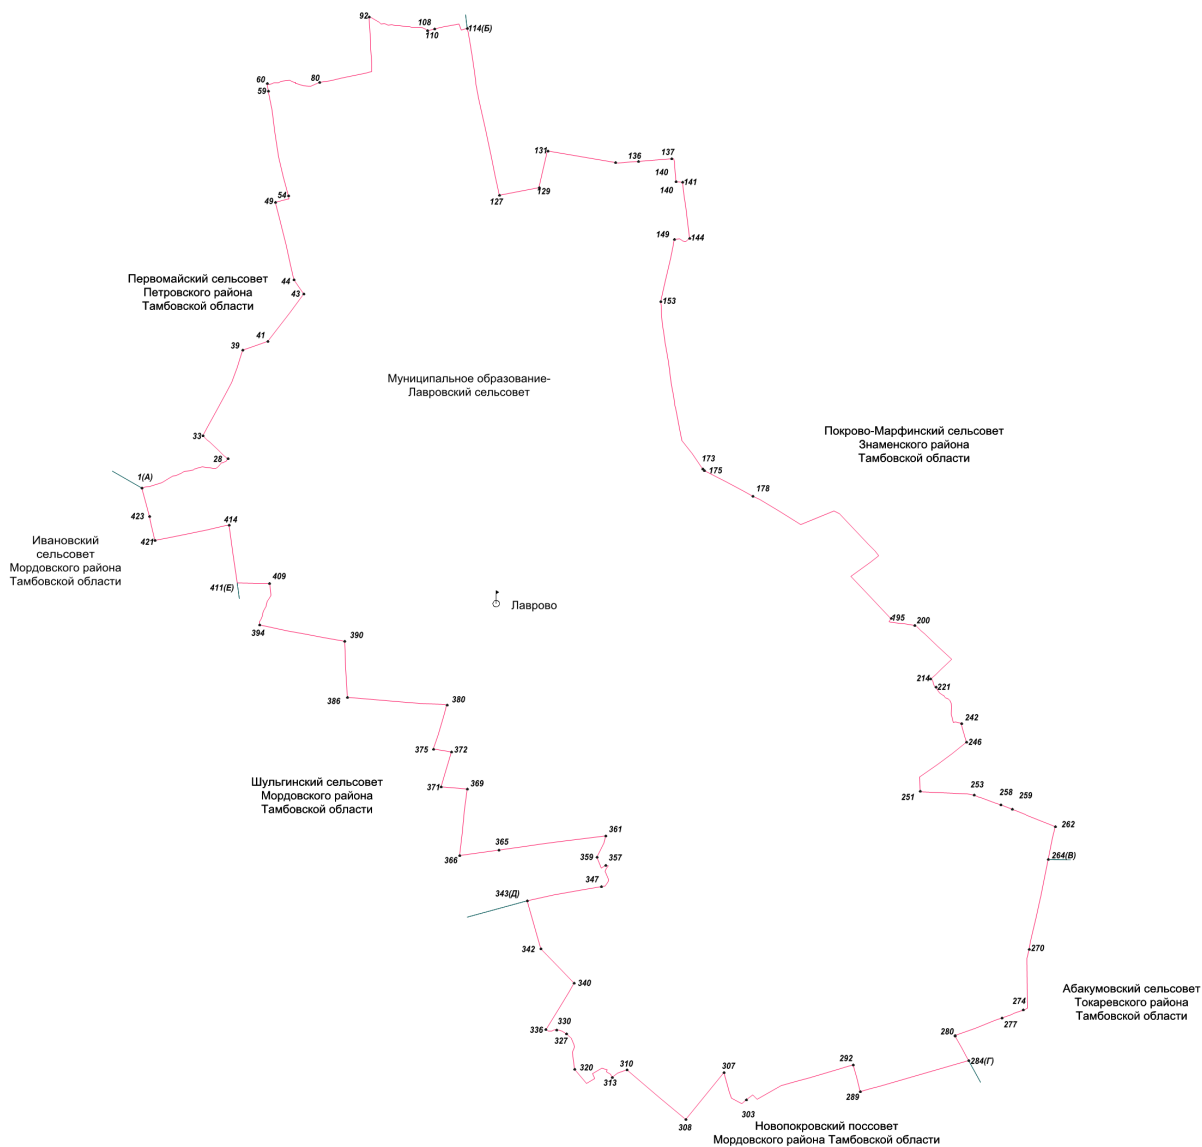 92
108
110
114(Б)
60
80
59
131
136
137
140
141
140
129
127
54
49
149
144
Первомайский сельсовет
Петровского района
Тамбовской области
44
43
153
41
39
Муниципальное образование-
Лавровский сельсовет
33
28
Покрово-Марфинский сельсовет
Знаменского района
Тамбовской области
173
175
178
1(А)
423
414
421
Ивановский
сельсовет
Мордовского района
Тамбовской области
409
411(Е)
Лаврово
394
390
495
200
214
221
386
380
242
246
375
372
371
369
Шульгинский сельсовет
Мордовского района
Тамбовской области
251
253
258
259
262
361
365
366
359
357
264(В)
347
343(Д)
342
270
340
Абакумовский сельсовет
Токаревского района
Тамбовской области
274
277
336
330
327
280
284(Г)
320
313
310
307
292
289
303
308
Новопокровский поссовет
Мордовского района Тамбовской области